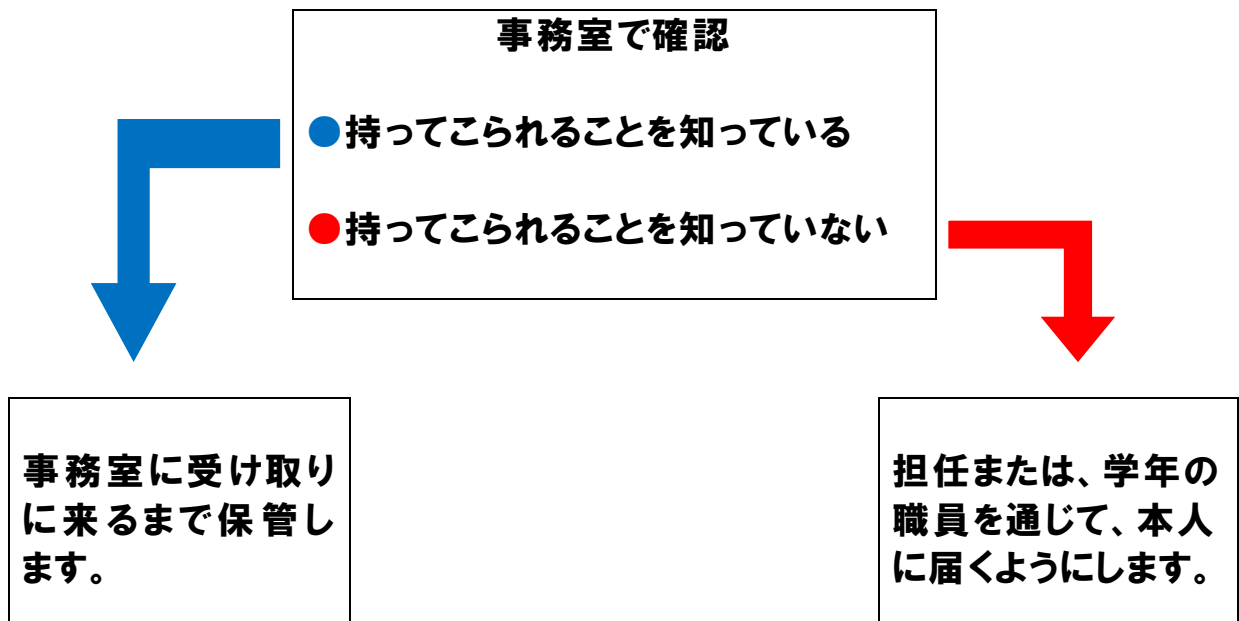 事務室で確認
●持ってこられることを知っている
●持ってこられることを知っていない
事務室に受け取り
に来るまで保管し
ます。
担任または、学年の
職員を通じて、本人
に届くようにします。